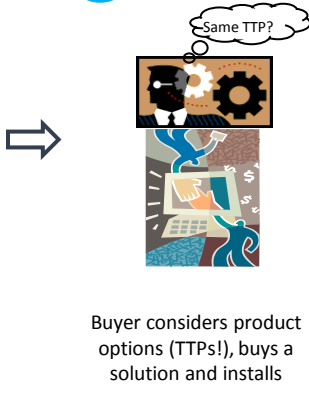 Same TTP?
$
$
$
Buyer considers product
options (TTPs!), buys a
solution and installs